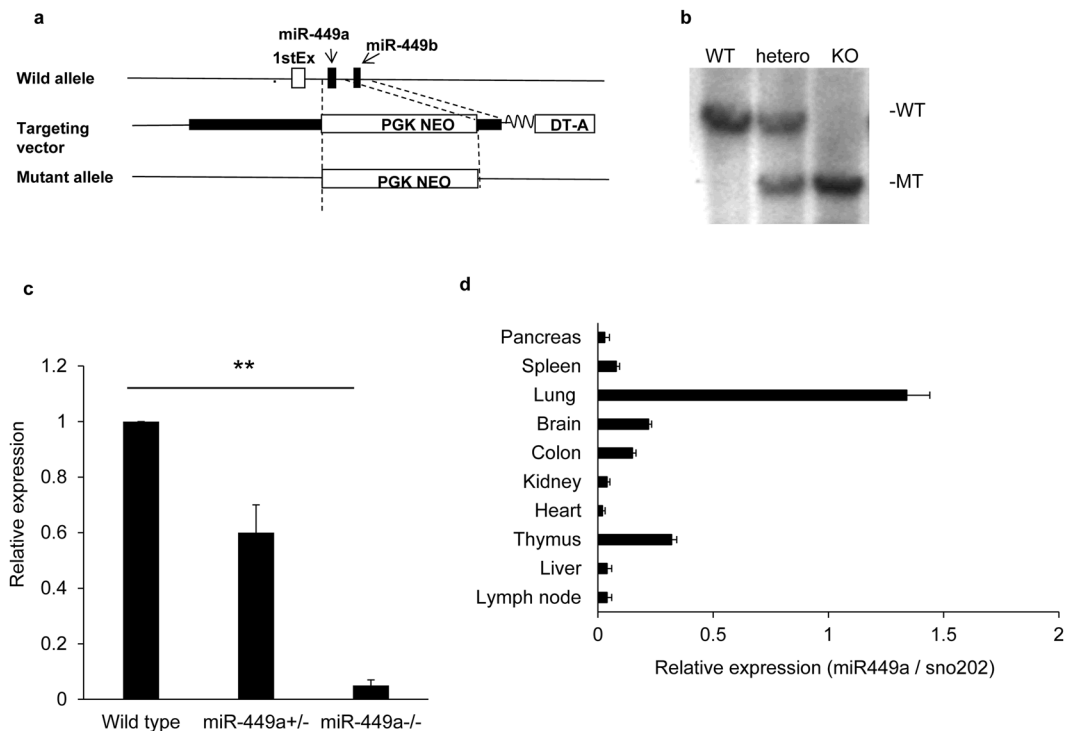 a
miR-449a
miR-449b
1stEx
Wild allele
Targeting
vector
PGK NEO
DT-A
Mutant allele
PGK NEO
b
WT hetero KO
-WT
-MT
c
Relative expression
1.2
1
0.8
0.6
0.4
0.2
0
**
Wild type miR-449a+/- miR-449a-/-
d
Pancreas
Spleen
Lung
Brain
Colon
Kidney
Heart
Thymus
Liver
Lymph node
0 0.5 1 1.5 2
Relative expression (miR449a / sno202)